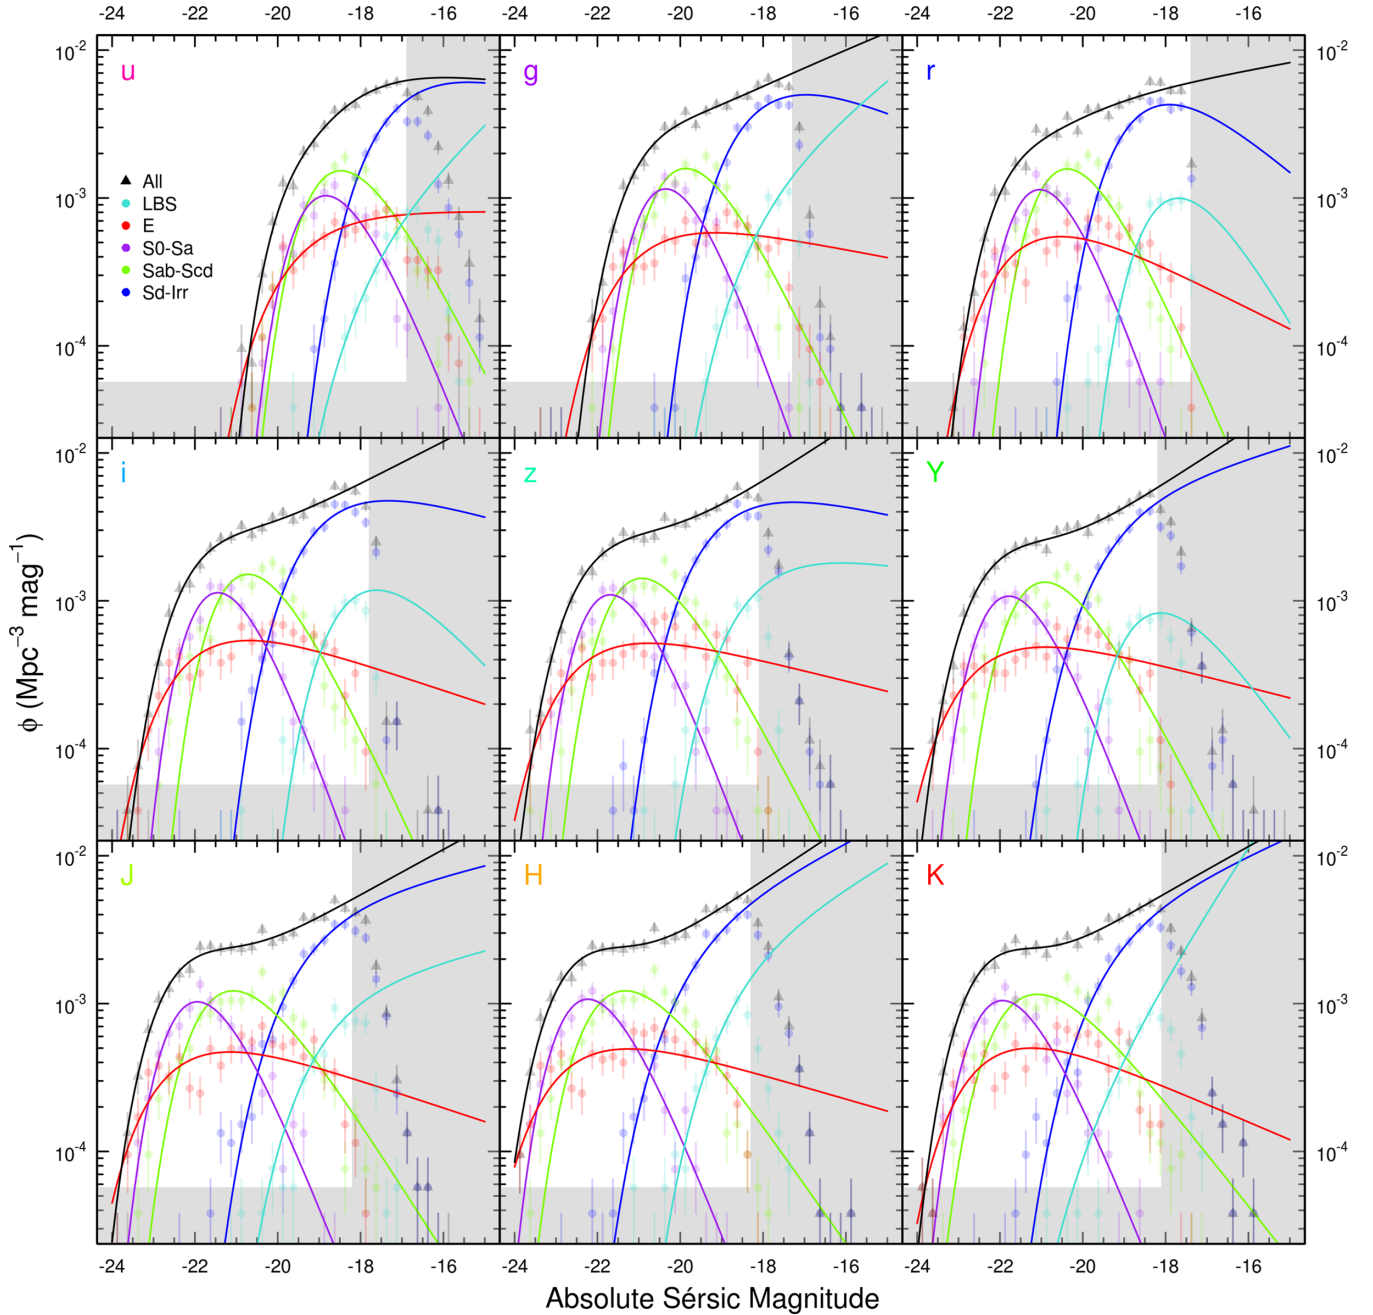 -24 -22 -20 -18 -16 -24 -22 -20 -18 -16 -24 -22 -20 -18 -16
10⁻² u g r 10⁻²
All
LBS
10⁻³ E 10⁻³
S0-Sa
Sab-Scd
Sd-Irr
10⁻⁴ 10⁻⁴
10⁻² i z Y 10⁻²
ϕ (Mpc⁻³ mag⁻¹)
10⁻³ 10⁻³
10⁻⁴ 10⁻⁴
10⁻² J H K 10⁻²
10⁻³ 10⁻³
10⁻⁴ 10⁻⁴
-24 -22 -20 -18 -16 -24 -22 -20 -18 -16 -24 -22 -20 -18 -16
Absolute Sérsic Magnitude